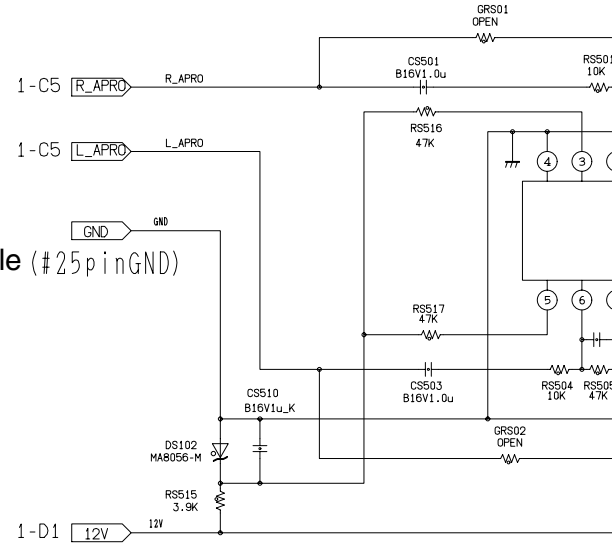 GRS01
OPEN
CS501
B16V1.0u
RS501
10K
1-C5 R_APRO R_APRO
RS516
47K
1-C5 L_APRO L_APRO
4 3
GND GND
le (#25pinGND)
5 6
RS517
47K
CS503
B16V1.0u
RS504
10K
RS505
47K
CS510
B16V1u_K
GRS02
OPEN
DS102
MA8056-M
RS515
3.9K
1-D1 12V 12V